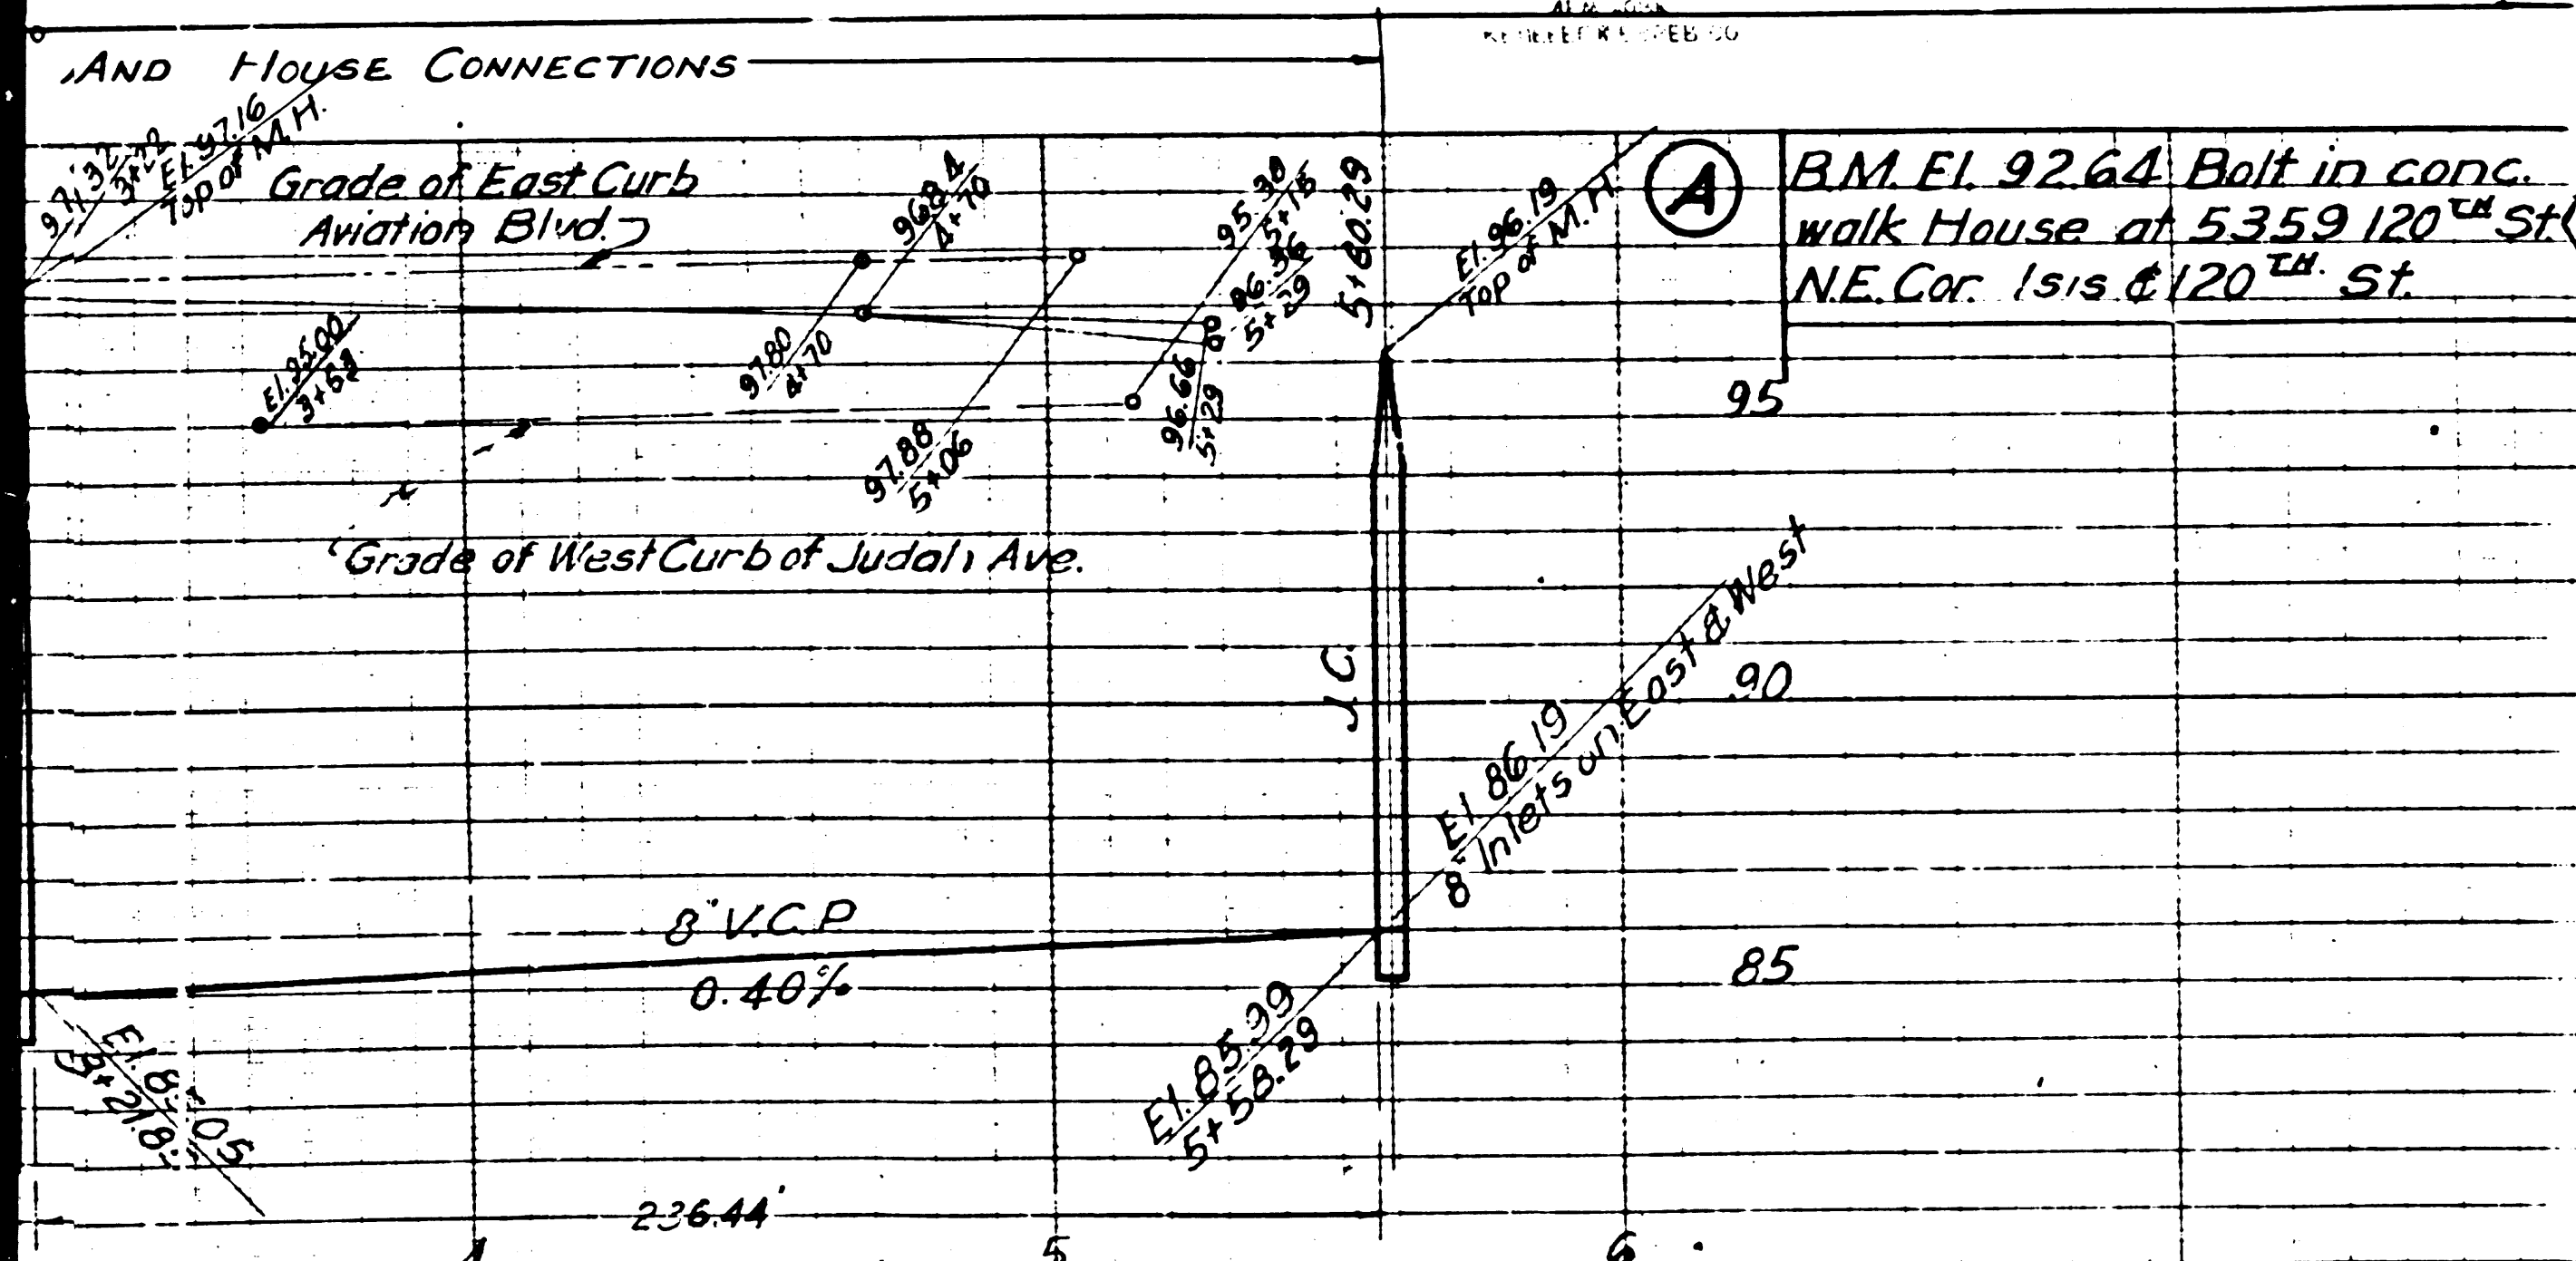 AND HOUSE CONNECTIONS
97.32
3+22
El. 97.16
Top of M.H.
Grade of East Curb
Aviation Blvd.
96.84
4+70
95.30
5+15
96.36
5+29
5+80.29
El. 96.19
Top of M.H.
A
B.M. El. 92.64 Bolt in conc.
walk House at 5359 120TH St.
N.E. Cor. Isis & 120TH St.
El. 95.00
3+63
97.80
4+70
97.88
5+06
96.66
5+29
95
Grade of West Curb of Judah Ave.
J.C.
90
El 86.19
8" Inlets on East & West
8" V.C.P
0.40%
85
El. 85.99
5+58.29
05
3+21.8
236.44'
4
5
6